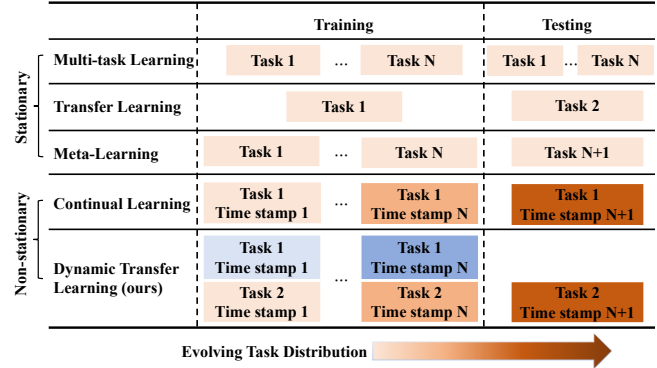 Training Testing
Stationary
Multi-task Learning Task 1 ... Task N Task 1 ... Task N
Transfer Learning Task 1 Task 2
Meta-Learning Task 1 ... Task N Task N+1
Non-stationary
Continual Learning Task 1 Time stamp 1 ... Task 1 Time stamp N Task 1 Time stamp N+1
Dynamic Transfer Learning (ours) Task 1 Time stamp 1 ... Task 1 Time stamp N
Task 2 Time stamp 1 Task 2 Time stamp N Task 2 Time stamp N+1
Evolving Task Distribution